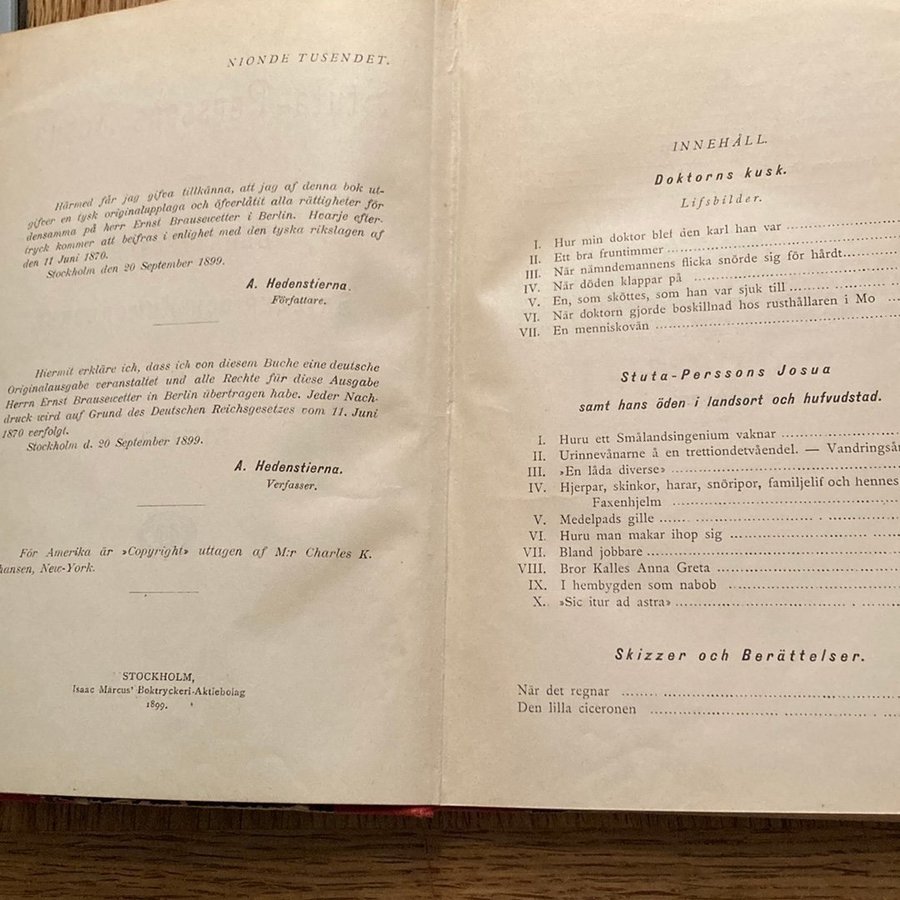 NIONDE TUSENDET.
Härmed får jag gifva tillkänna, att jag af denna bok ut-
gifver en tysk originalupplaga och öfverlåtit alla rättigheter för
densamma på herr Ernst Brausewetter i Berlin. Hvarje efter-
tryck kommer att beifras i enlighet med den tyska rikslagen af
den 11 Juni 1870.
Stockholm den 20 September 1899.
A. Hedenstierna.
Författare.
Hiermit erkläre ich, dass ich von diesem Buche eine deutsche
Originalausgabe veranstaltet und alle Rechte für diese Ausgabe
Herrn Ernst Brausewetter in Berlin übertragen habe. Jeder Nach-
druck wird auf Grund des Deutschen Reichsgesetzes vom 11. Juni
1870 verfolgt.
Stockholm d. 20 September 1899.
A. Hedenstierna.
Verfasser.
För Amerika är »Copyright» uttagen af M:r Charles K.
hansen, New-York.
STOCKHOLM,
Isaac Marcus' Boktryckeri-Aktiebolag
1899.
INNEHÅLL.
Doktorns kusk.
Lifsbilder.
I. Hur min doktor blef den karl han var
II. Ett bra fruntimmer
III. När nämndemannens flicka snörde sig för hårdt
IV. När döden klappar på
V. En, som sköttes, som han var sjuk till
VI. När doktorn gjorde boskillnad hos rusthållaren i Mo
VII. En menniskovän
Stuta-Perssons Josua
samt hans öden i landsort och hufvudstad.
I. Huru ett Smålandsingenium vaknar
II. Urinnevånarne å en trettiondetvåendel. — Vandringsår
III. »En låda diverse»
IV. Hjerpar, skinkor, harar, snöripor, familjelif och hennes
Faxenhjelm
V. Medelpads gille
VI. Huru man makar ihop sig
VII. Bland jobbare
VIII. Bror Kalles Anna Greta
IX. I hembygden som nabob
X. »Sic itur ad astra»
Skizzer och Berättelser.
När det regnar
Den lilla ciceronen